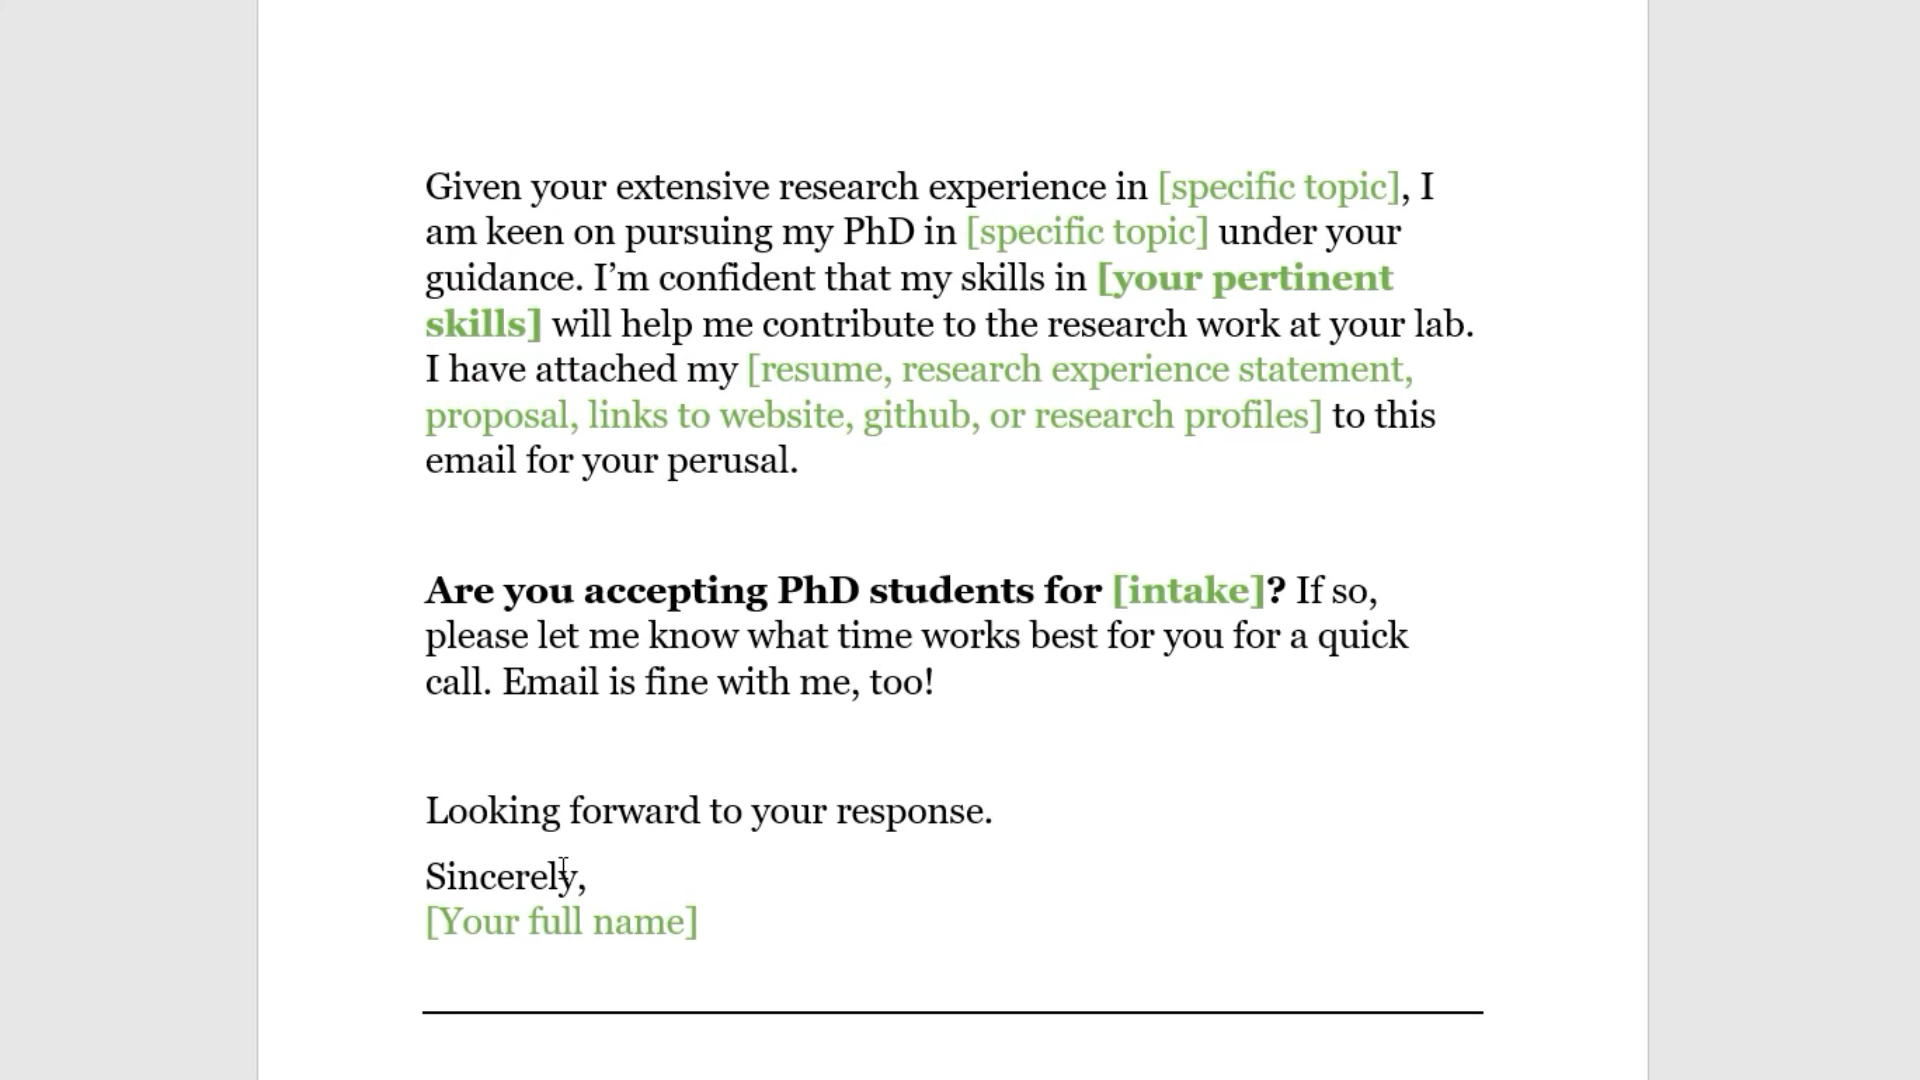 Given your extensive research experience in [specific topic], I
am keen on pursuing my PhD in [specific topic] under your
guidance. I’m confident that my skills in [your pertinent
skills] will help me contribute to the research work at your lab.
I have attached my [resume, research experience statement,
proposal, links to website, github, or research profiles] to this
email for your perusal.
Are you accepting PhD students for [intake]? If so,
please let me know what time works best for you for a quick
call. Email is fine with me, too!
Looking forward to your response.
Sincerely,
[Your full name]